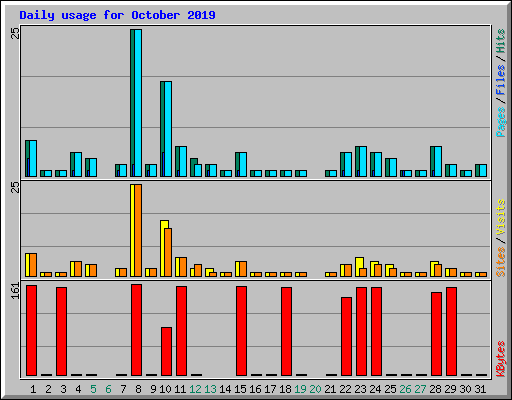 Daily usage for October 2019
25
Pages / Files / Hits
25
Sites / Visits
161
KBytes
1 2 3 4 5 6 7 8 9 10 11 12 13 14 15 16 17 18 19 20 21 22 23 24 25 26 27 28 29 30 31